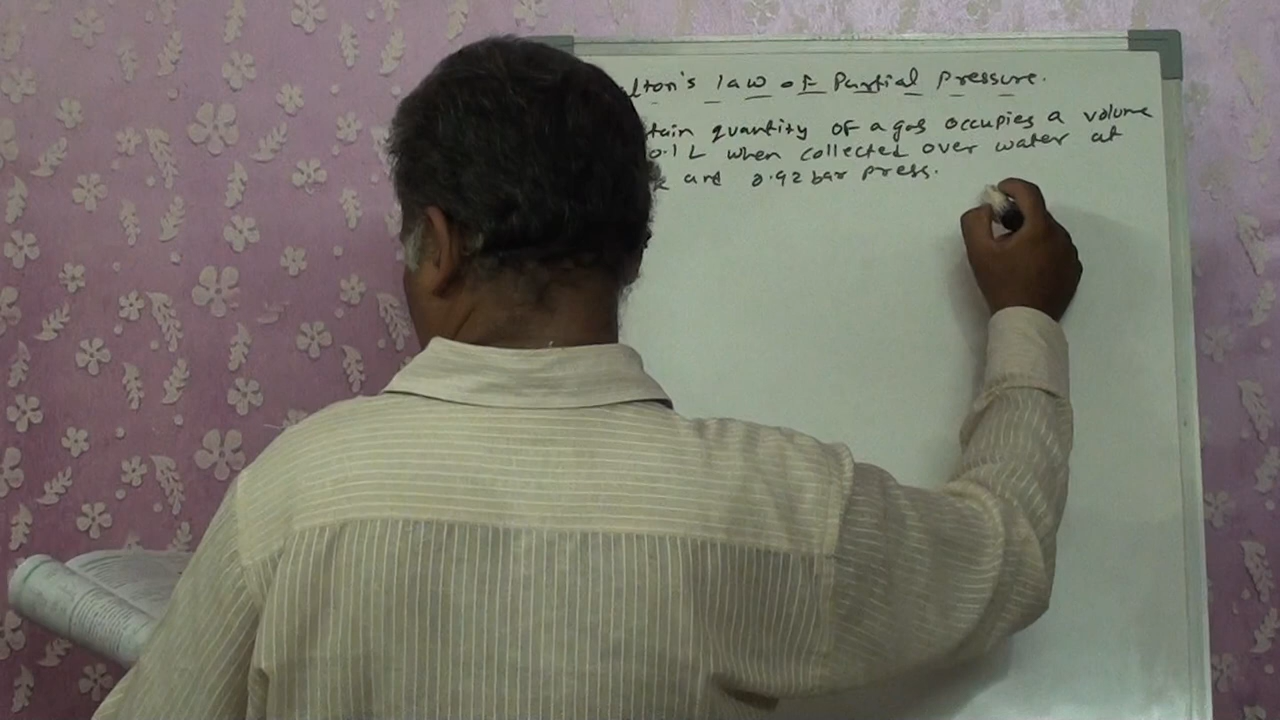 lton's law of Partial Pressure.
tain quantity of a gas occupies a volume
0.1 L when collected over water at
and 0.92 bar press.